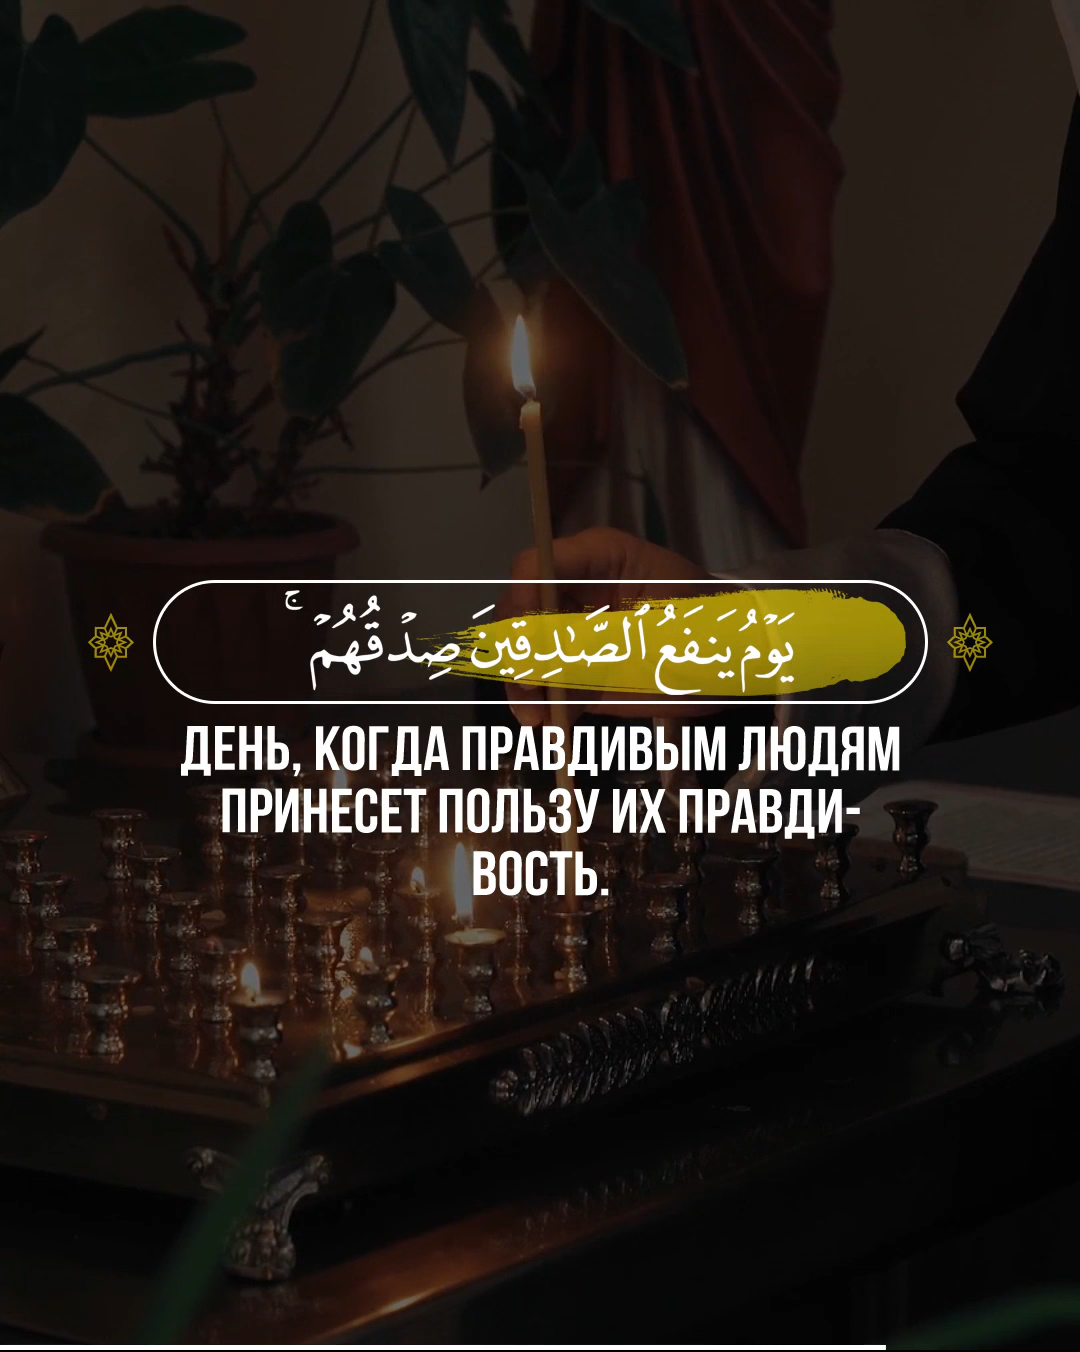 يَوْمُ يَنفَعُ ٱلصَّـٰدِقِينَ صِدْقُهُمْ ۚ
ДЕНЬ, КОГДА ПРАВДИВЫМ ЛЮДЯМ
ПРИНЕСЕТ ПОЛЬЗУ ИХ ПРАВДИ-
ВОСТЬ.